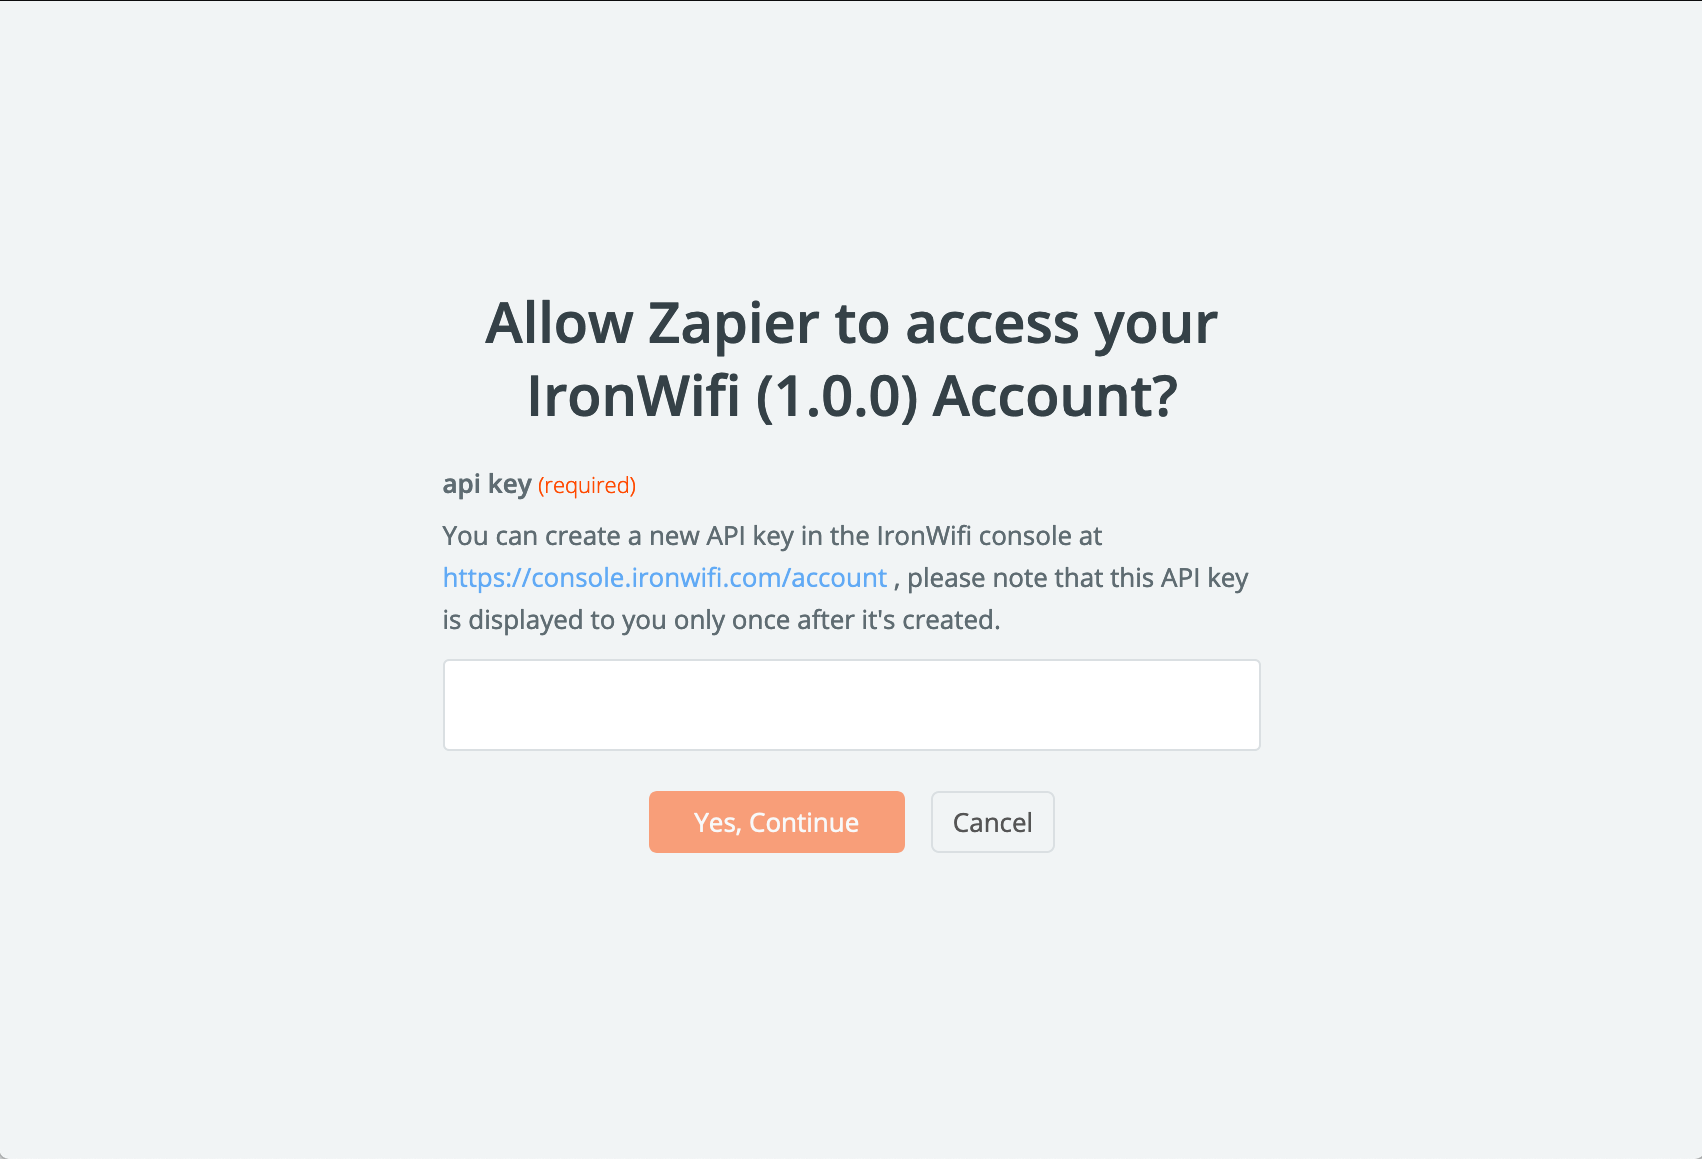 Allow Zapier to access your
IronWifi (1.0.0) Account?
api key (required)
You can create a new API key in the IronWifi console at
https://console.ironwifi.com/account , please note that this API key
is displayed to you only once after it's created.
Yes, Continue
Cancel